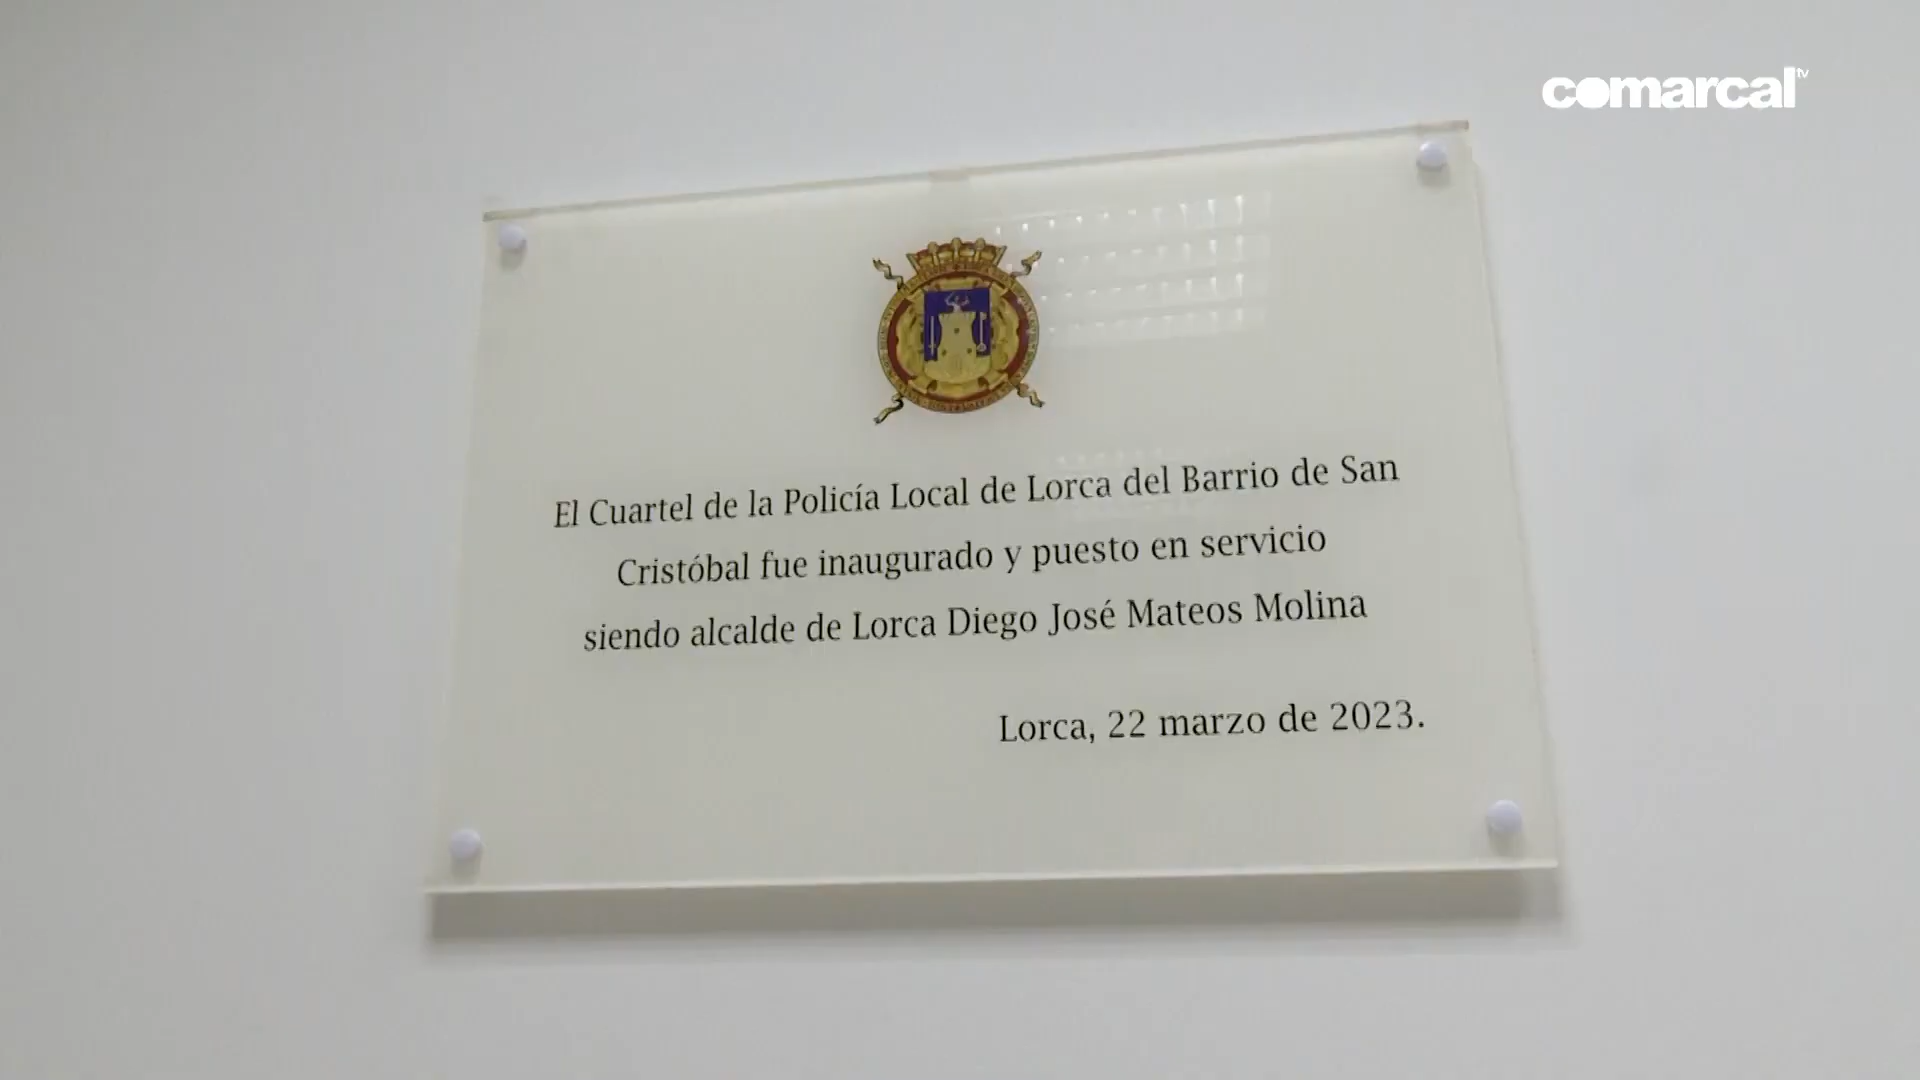 comarcal tv
El Cuartel de la Policía Local de Lorca del Barrio de San
Cristóbal fue inaugurado y puesto en servicio
siendo alcalde de Lorca Diego José Mateos Molina
Lorca, 22 marzo de 2023.